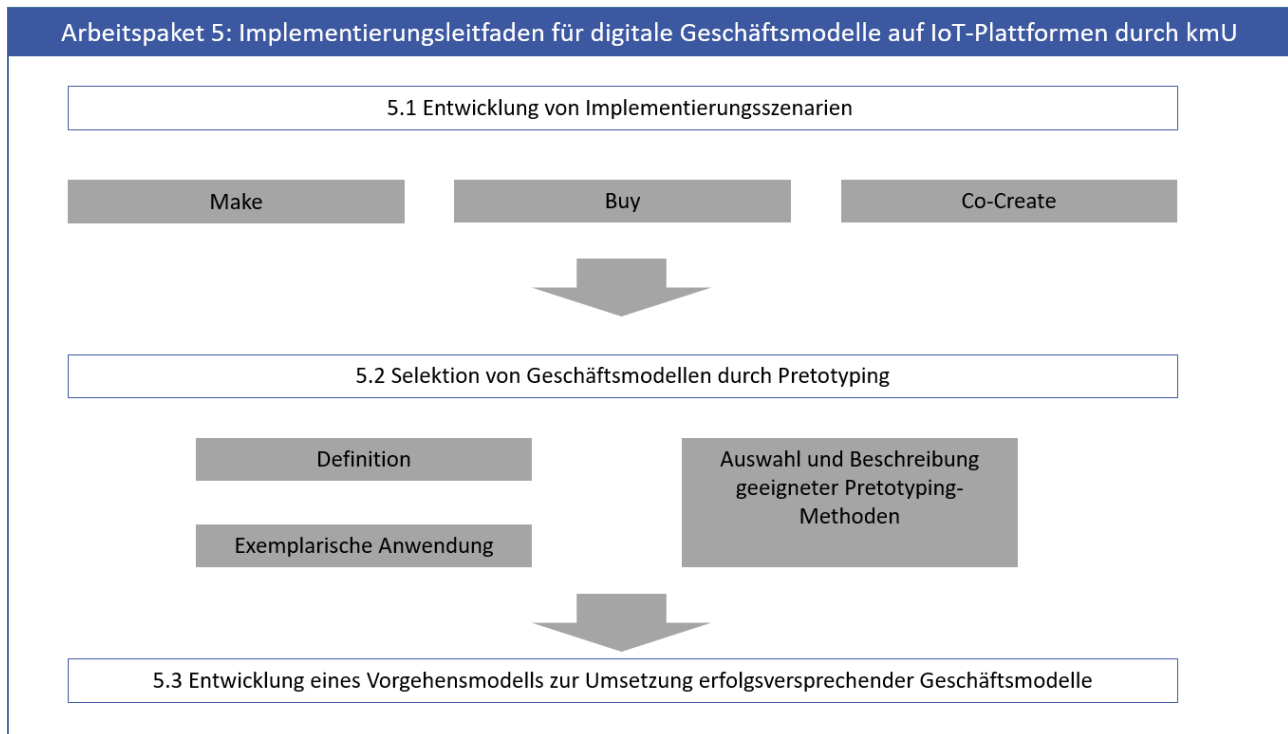 Arbeitspaket 5: Implementierungsleitfaden für digitale Geschäftsmodelle auf IoT-Plattformen durch kmU
5.1 Entwicklung von Implementierungsszenarien
Make
Buy
Co-Create
5.2 Selektion von Geschäftsmodellen durch Pretotyping
Definition
Exemplarische Anwendung
Auswahl und Beschreibung
geeigneter Pretotyping-
Methoden
5.3 Entwicklung eines Vorgehensmodells zur Umsetzung erfolgsversprechender Geschäftsmodelle